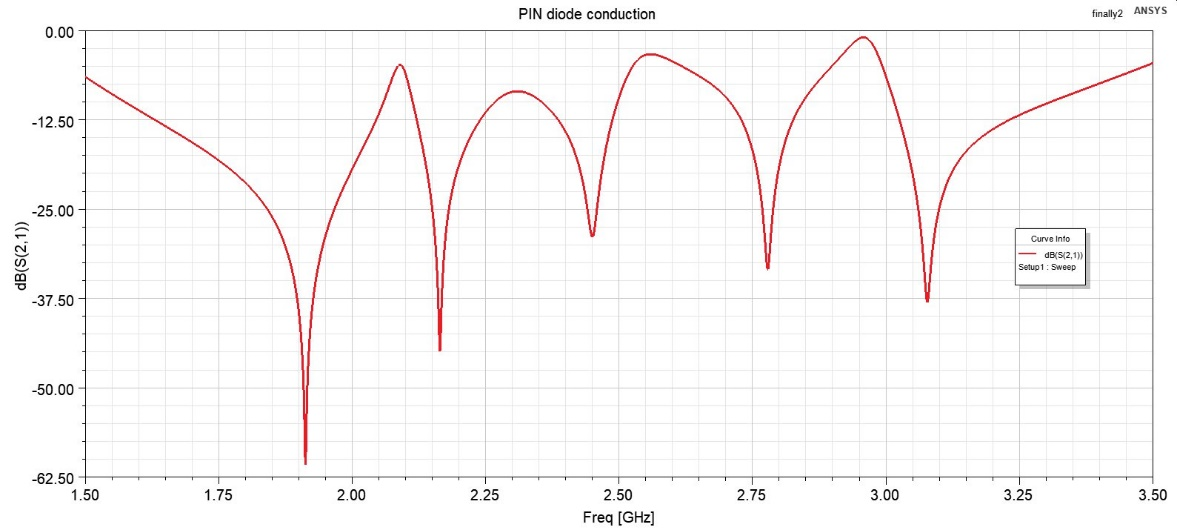 PIN diode conduction
finally2 ANSYS
0.00
-12.50
-25.00
-37.50
-50.00
-62.50
dB(S(2,1))
Curve Info
dB(S(2,1))
Setup1 : Sweep
1.50 1.75 2.00 2.25 2.50 2.75 3.00 3.25 3.50
Freq [GHz]